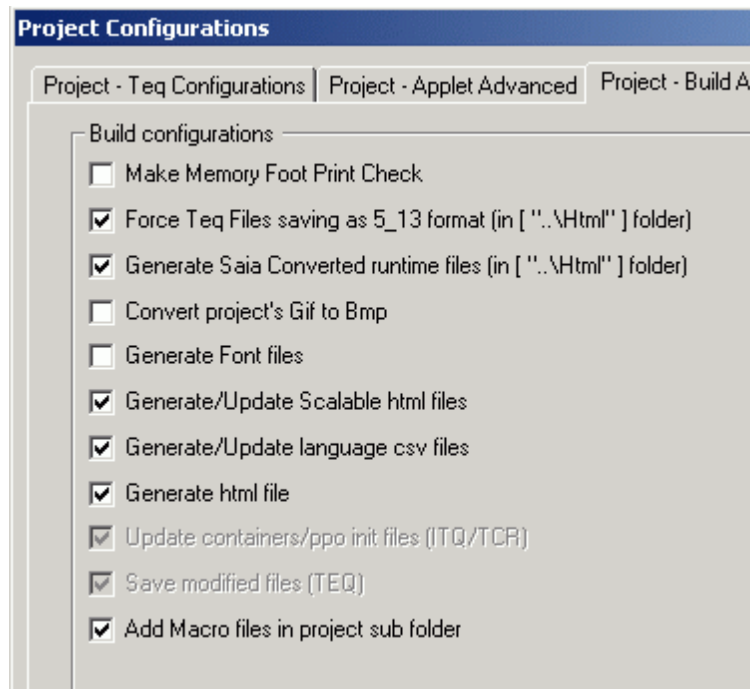 Project Configurations
Project - Teq Configurations
Project - Applet Advanced
Project - Build A
Build configurations
Make Memory Foot Print Check
Force Teq Files saving as 5_13 format (in [ "..\Html" ] folder)
Generate Saia Converted runtime files (in [ "..\Html" ] folder)
Convert project's Gif to Bmp
Generate Font files
Generate/Update Scalable html files
Generate/Update language csv files
Generate html file
Update containers/ppo init files (ITQ/TCR)
Save modified files (TEQ)
Add Macro files in project sub folder